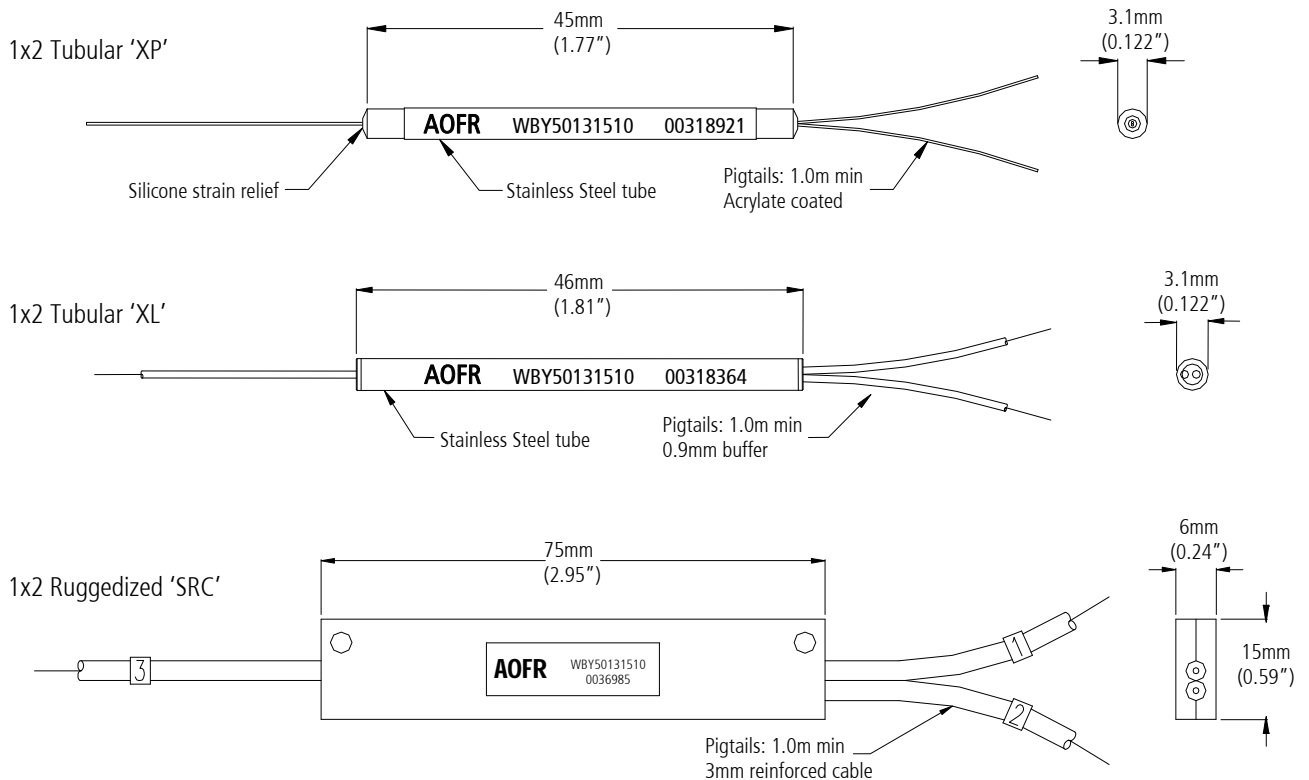 1x2 Tubular ‘XP’
45mm
(1.77”)
3.1mm
(0.122”)
AOFR WBY50131510 00318921
Silicone strain relief
Stainless Steel tube
Pigtails: 1.0m min
Acrylate coated
1x2 Tubular ‘XL’
46mm
(1.81”)
3.1mm
(0.122”)
AOFR WBY50131510 00318364
Stainless Steel tube
Pigtails: 1.0m min
0.9mm buffer
1x2 Ruggedized ‘SRC’
75mm
(2.95”)
6mm
(0.24”)
3
AOFR WBY50131510
0036985
1
2
15mm
(0.59”)
Pigtails: 1.0m min
3mm reinforced cable